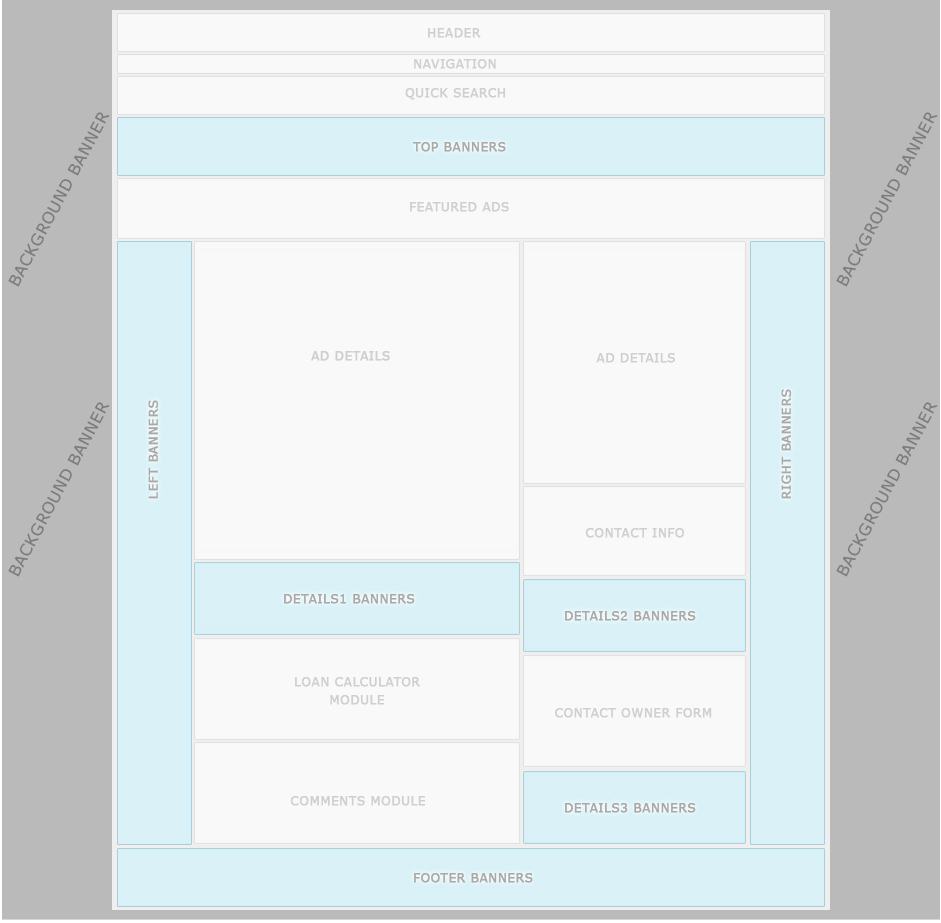 HEADER
NAVIGATION
QUICK SEARCH
TOP BANNERS
FEATURED ADS
BACKGROUND BANNER
BACKGROUND BANNER
AD DETAILS
AD DETAILS
LEFT BANNERS
RIGHT BANNERS
BACKGROUND BANNER
BACKGROUND BANNER
CONTACT INFO
DETAILS1 BANNERS
DETAILS2 BANNERS
LOAN CALCULATOR
MODULE
CONTACT OWNER FORM
COMMENTS MODULE
DETAILS3 BANNERS
FOOTER BANNERS